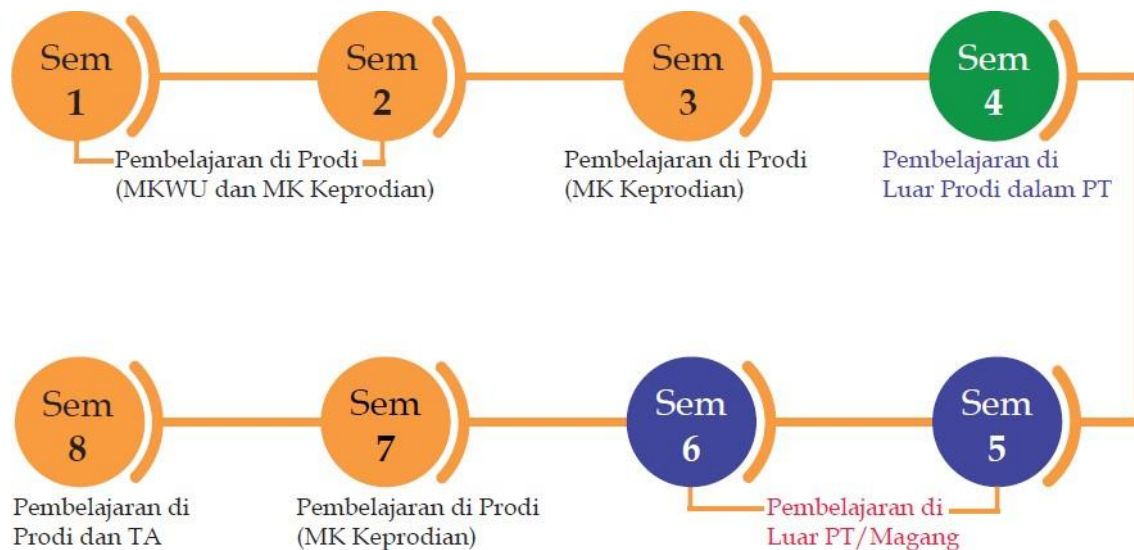 Sem
1
Sem
2
Sem
3
Sem
4
Pembelajaran di Prodi
(MKWU dan MK Keprodian)
Pembelajaran di Prodi
(MK Keprodian)
Pembelajaran di
Luar Prodi dalam PT
Sem
8
Sem
7
Sem
6
Sem
5
Pembelajaran di
Prodi dan TA
Pembelajaran di Prodi
(MK Keprodian)
Pembelajaran di
Luar PT/Magang